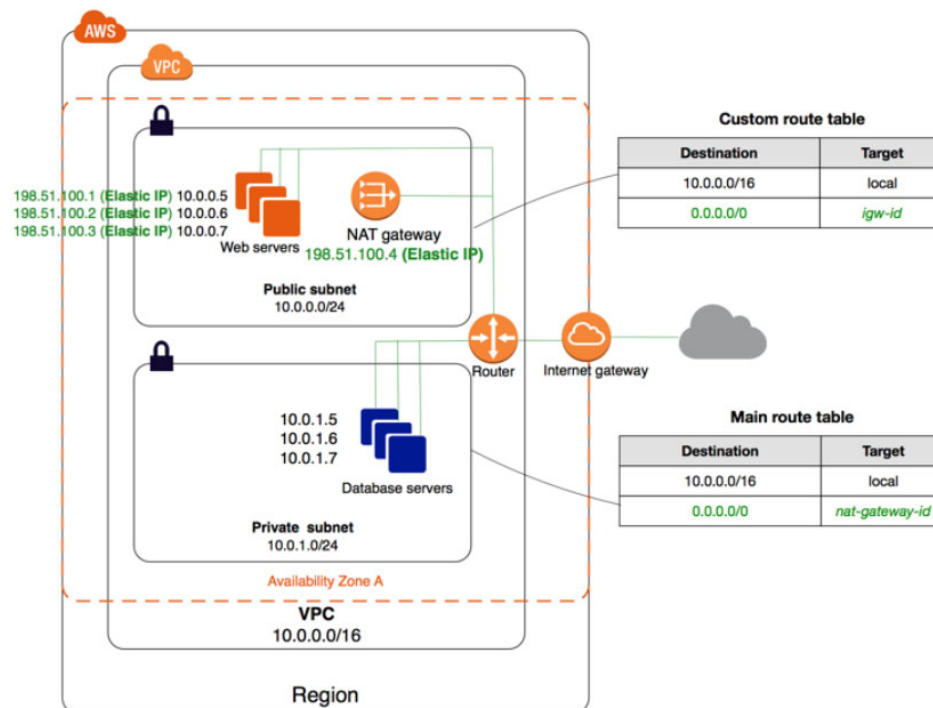 AWS
VPC
Custom route table
Destination Target
10.0.0.0/16 local
0.0.0.0/0 igw-id
198.51.100.1 (Elastic IP) 10.0.0.5
198.51.100.2 (Elastic IP) 10.0.0.6
198.51.100.3 (Elastic IP) 10.0.0.7
Web servers
NAT gateway
198.51.100.4 (Elastic IP)
Public subnet
10.0.0.0/24
Router
Internet gateway
Main route table
Destination Target
10.0.0.0/16 local
0.0.0.0/0 nat-gateway-id
10.0.1.5
10.0.1.6
10.0.1.7
Database servers
Private subnet
10.0.1.0/24
Availability Zone A
VPC
10.0.0.0/16
Region